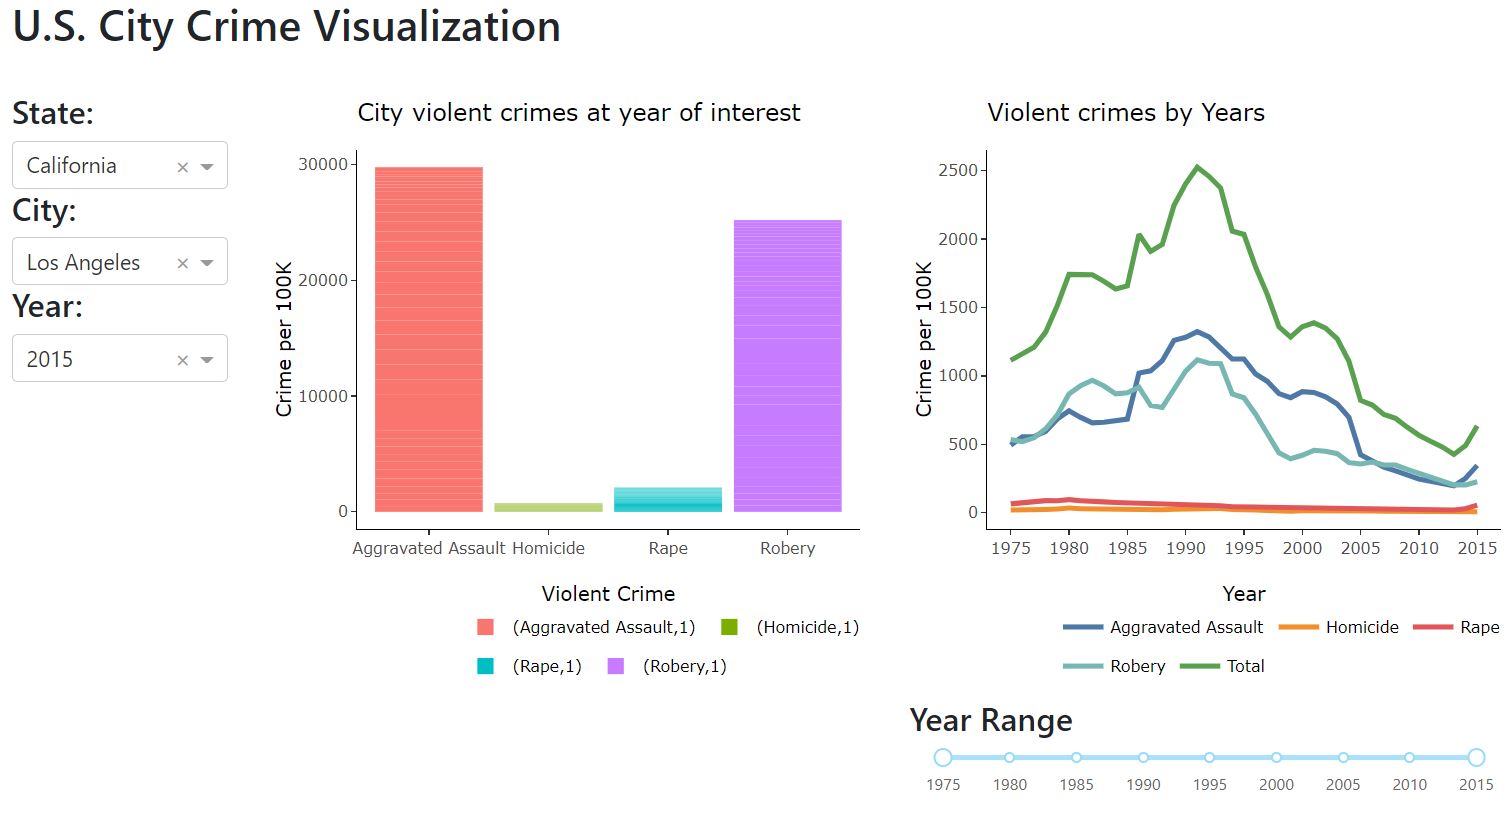 U.S. City Crime Visualization
State:
California
City:
Los Angeles
Year:
2015
City violent crimes at year of interest
Crime per 100K
30000
20000
10000
0
Aggravated Assault Homicide Rape Robery
Violent Crime
(Aggravated Assault,1) (Homicide,1)
(Rape,1) (Robery,1)
Violent crimes by Years
Crime per 100K
2500
2000
1500
1000
500
0
1975 1980 1985 1990 1995 2000 2005 2010 2015
Year
Aggravated Assault Homicide Rape
Robery Total
Year Range
1975 1980 1985 1990 1995 2000 2005 2010 2015